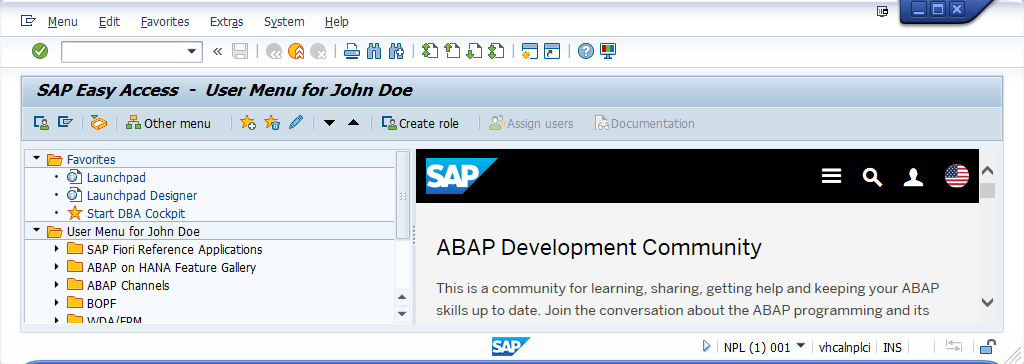 Menu Edit Favorites Extras System Help
SAP Easy Access - User Menu for John Doe
Other menu Create role Assign users Documentation
Favorites
Launchpad
Launchpad Designer
Start DBA Cockpit
User Menu for John Doe
SAP Fiori Reference Applications
ABAP on HANA Feature Gallery
ABAP Channels
BOPF
WDA/FPM
SAP
ABAP Development Community
This is a community for learning, sharing, getting help and keeping your ABAP
skills up to date. Join the conversation about the ABAP programming and its
SAP NPL (1) 001 vhcalnplci INS